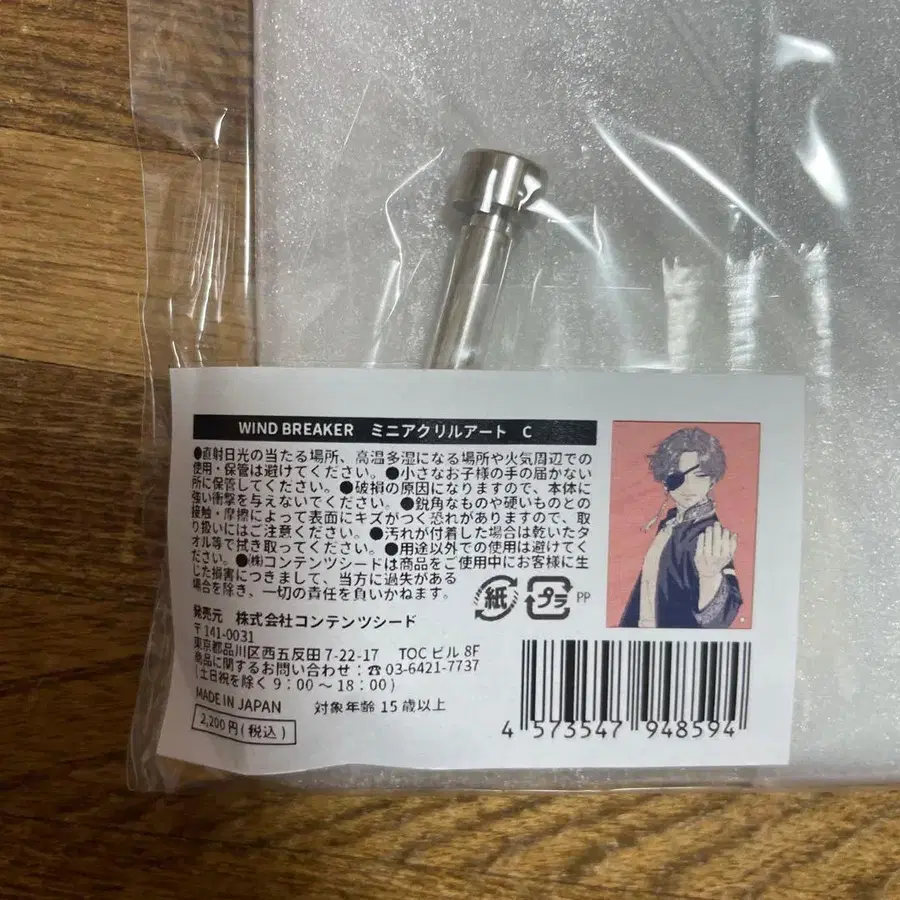 WIND BREAKER ミニアクリルアート C
●直射日光の当たる場所、高温多湿になる場所や火気周辺での
使用・保管は避けてください。●小さなお子様の手の届かない
所に保管してください。●破損の原因になりますので、本体に
強い衝撃を与えないでください。●鋭角なものや硬いものとの
接触・摩擦によって表面にキズがつく恐れがありますので、取
り扱いにはご注意ください。●汚れが付着した場合は乾いたタ
オル等で拭き取ってください。●用途以外での使用は避けてく
ださい。●㈱コンテンツシードは商品をご使用中にお客様に生
じた損害につきまして、当方に過失がある
場合を除き、一切の責任を負いかねます。
紙 プラ PP
発売元 株式会社コンテンツシード
〒141-0031
東京都品川区西五反田 7-22-17 TOC ビル 8F
商品に関するお問い合わせ:☎03-6421-7737
(土日祝を除く 9:00~18:00)
MADE IN JAPAN 対象年齢 15 歳以上
2,200 円 (税込)
4 573547 948594